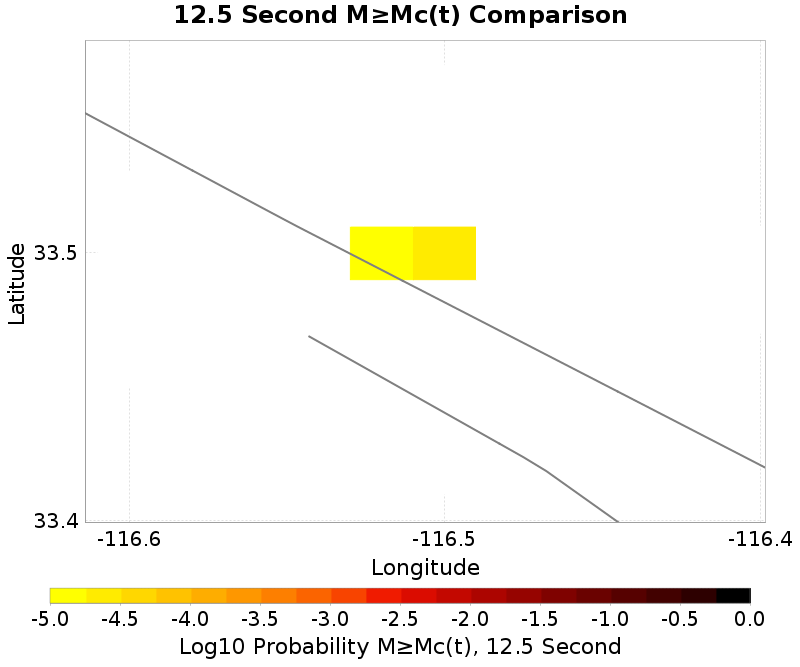 12.5 Second M≥Mc(t) Comparison
Latitude
33.5
33.4
-116.6 -116.5 -116.4
Longitude
-5.0 -4.5 -4.0 -3.5 -3.0 -2.5 -2.0 -1.5 -1.0 -0.5 0.0
Log10 Probability M≥Mc(t), 12.5 Second